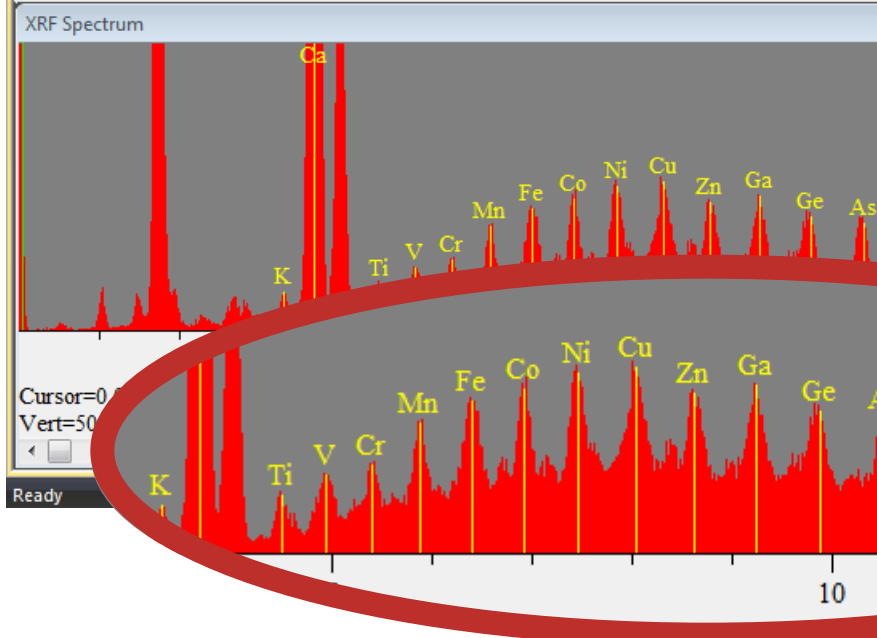 XRF Spectrum
Ca
K Ti V Cr Mn Fe Co Ni Cu Zn Ga Ge As
Cursor=0
Vert=50
Ready
K Ti V Cr Mn Fe Co Ni Cu Zn Ga Ge
10